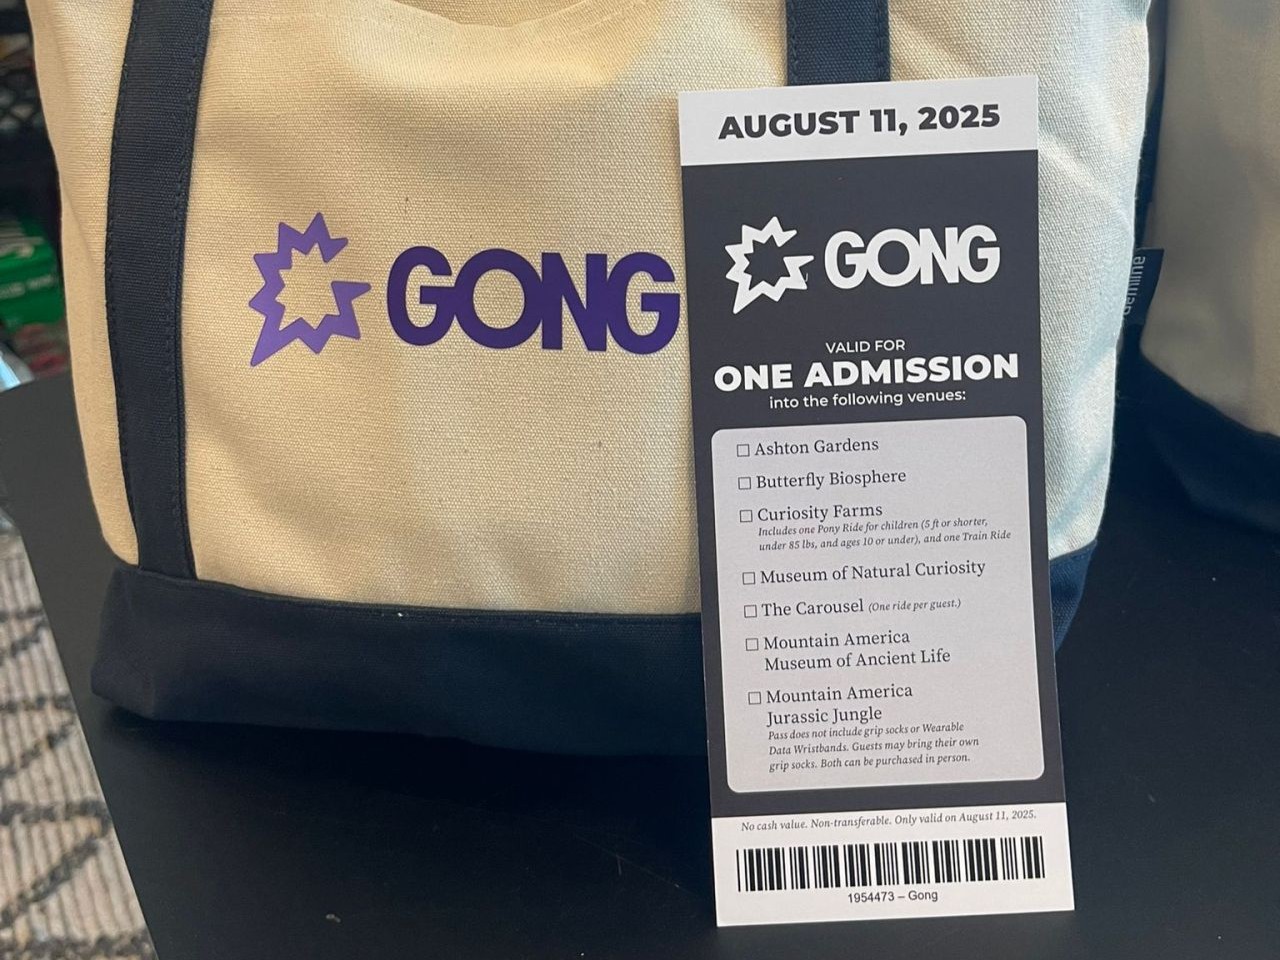 GONG
AUGUST 11, 2025
GONG
VALID FOR
ONE ADMISSION
into the following venues:
☐ Ashton Gardens
☐ Butterfly Biosphere
☐ Curiosity Farms
Includes one Pony Ride for children (5 ft or shorter,
under 85 lbs, and ages 10 or under), and one Train Ride
☐ Museum of Natural Curiosity
☐ The Carousel (One ride per guest.)
☐ Mountain America
Museum of Ancient Life
☐ Mountain America
Jurassic Jungle
Pass does not include grip socks or Wearable
Data Wristbands. Guests may bring their own
grip socks. Both can be purchased in person.
No cash value. Non-transferable. Only valid on August 11, 2025.
1954473 – Gong